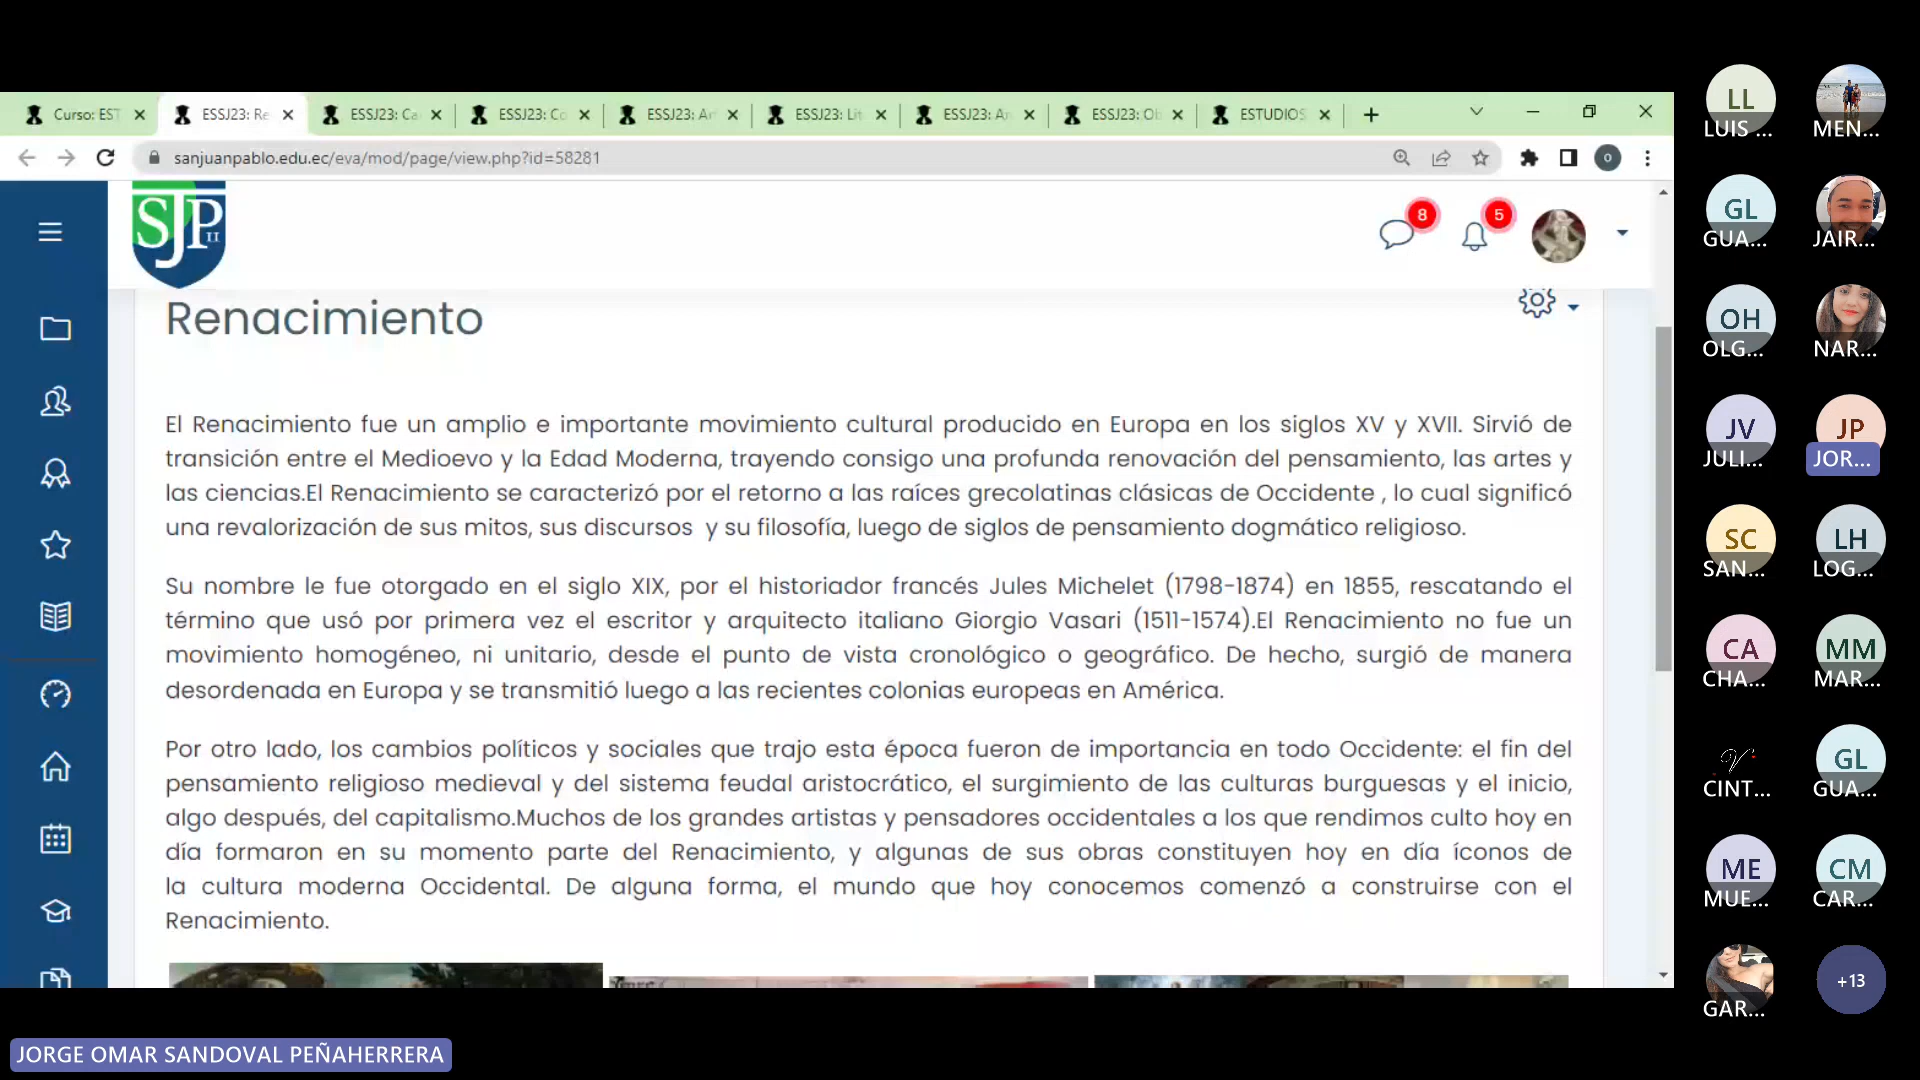 Curso: EST
ESSJ23: Re
ESSJ23: Ca
ESSJ23: Co
ESSJ23: Ar
ESSJ23: Lit
ESSJ23: A
ESSJ23: Ob
ESTUDIOS
sanjuanpablo.edu.ec/eva/mod/page/view.php?id=58281
O
SJP
II
8
5
Renacimiento
El Renacimiento fue un amplio e importante movimiento cultural producido en Europa en los siglos XV y XVII. Sirvió de
transición entre el Medioevo y la Edad Moderna, trayendo consigo una profunda renovación del pensamiento, las artes y
las ciencias.El Renacimiento se caracterizó por el retorno a las raíces grecolatinas clásicas de Occidente , lo cual significó
una revalorización de sus mitos, sus discursos y su filosofía, luego de siglos de pensamiento dogmático religioso.
Su nombre le fue otorgado en el siglo XIX, por el historiador francés Jules Michelet (1798-1874) en 1855, rescatando el
término que usó por primera vez el escritor y arquitecto italiano Giorgio Vasari (1511-1574).El Renacimiento no fue un
movimiento homogéneo, ni unitario, desde el punto de vista cronológico o geográfico. De hecho, surgió de manera
desordenada en Europa y se transmitió luego a las recientes colonias europeas en América.
Por otro lado, los cambios políticos y sociales que trajo esta época fueron de importancia en todo Occidente: el fin del
pensamiento religioso medieval y del sistema feudal aristocrático, el surgimiento de las culturas burguesas y el inicio,
algo después, del capitalismo.Muchos de los grandes artistas y pensadores occidentales a los que rendimos culto hoy en
día formaron en su momento parte del Renacimiento, y algunas de sus obras constituyen hoy en día íconos de
la cultura moderna Occidental. De alguna forma, el mundo que hoy conocemos comenzó a construirse con el
Renacimiento.
LL
LUIS ...
MEN...
GL
GUA...
JAIR...
OH
OLG...
NAR...
JV
JULI...
JP
JOR...
SC
SAN...
LH
LOG...
CA
CHA...
MM
MAR...
V
CINT...
GL
GUA...
ME
MUE...
CM
CAR...
GAR...
+13
JORGE OMAR SANDOVAL PEÑAHERRERA